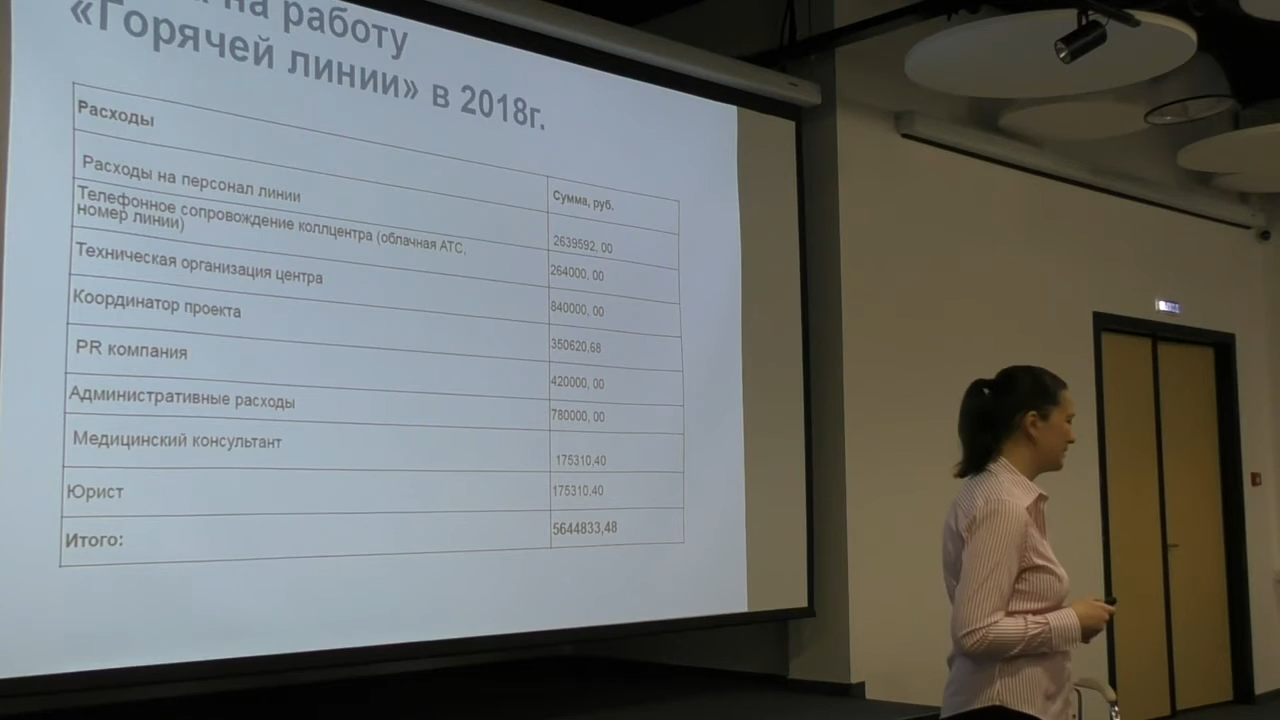 на работу
«Горячей линии» в 2018г.
Расходы
Сумма, руб.
Расходы на персонал линии
2639592, 00
Телефонное сопровождение коллцентра (облачная АТС,
номер линии)
264000, 00
Техническая организация центра
840000, 00
Координатор проекта
350620,68
PR компания
420000, 00
Административные расходы
780000, 00
Медицинский консультант
175310,40
Юрист
175310,40
Итого:
5644833,48